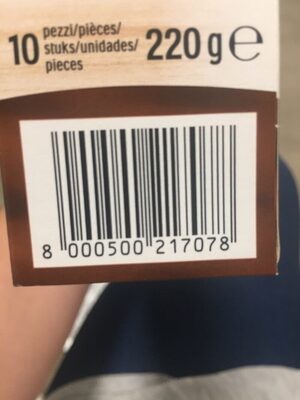 10 pezzi/pièces/
stuks/unidades/
pieces
220 g ℮
8 000500 217078